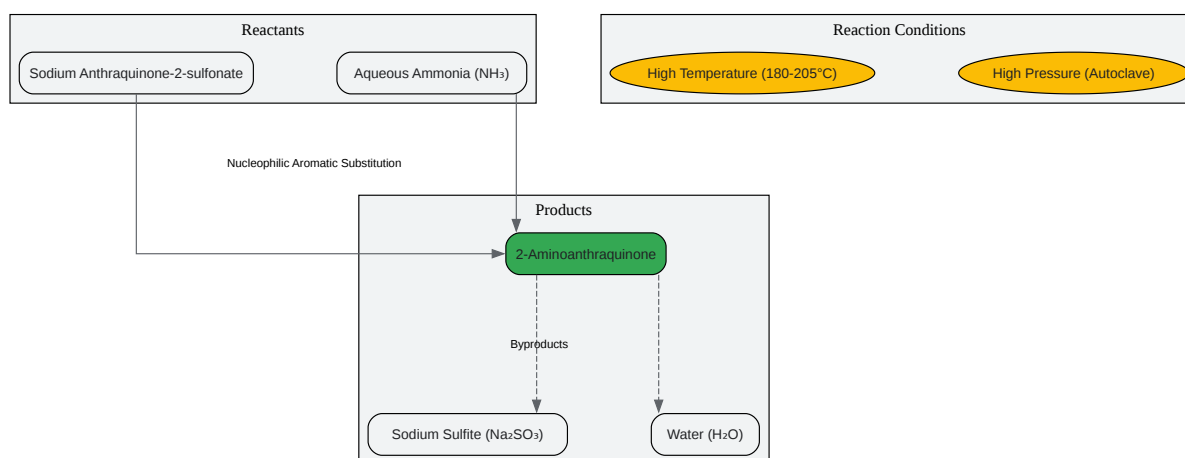 Reactants
Reaction Conditions
Sodium Anthraquinone-2-sulfonate
Aqueous Ammonia (NH₃)
High Temperature (180-205°C)
High Pressure (Autoclave)
Nucleophilic Aromatic Substitution
Products
2-Aminoanthraquinone
Byproducts
Sodium Sulfite (Na₂SO₃)
Water (H₂O)